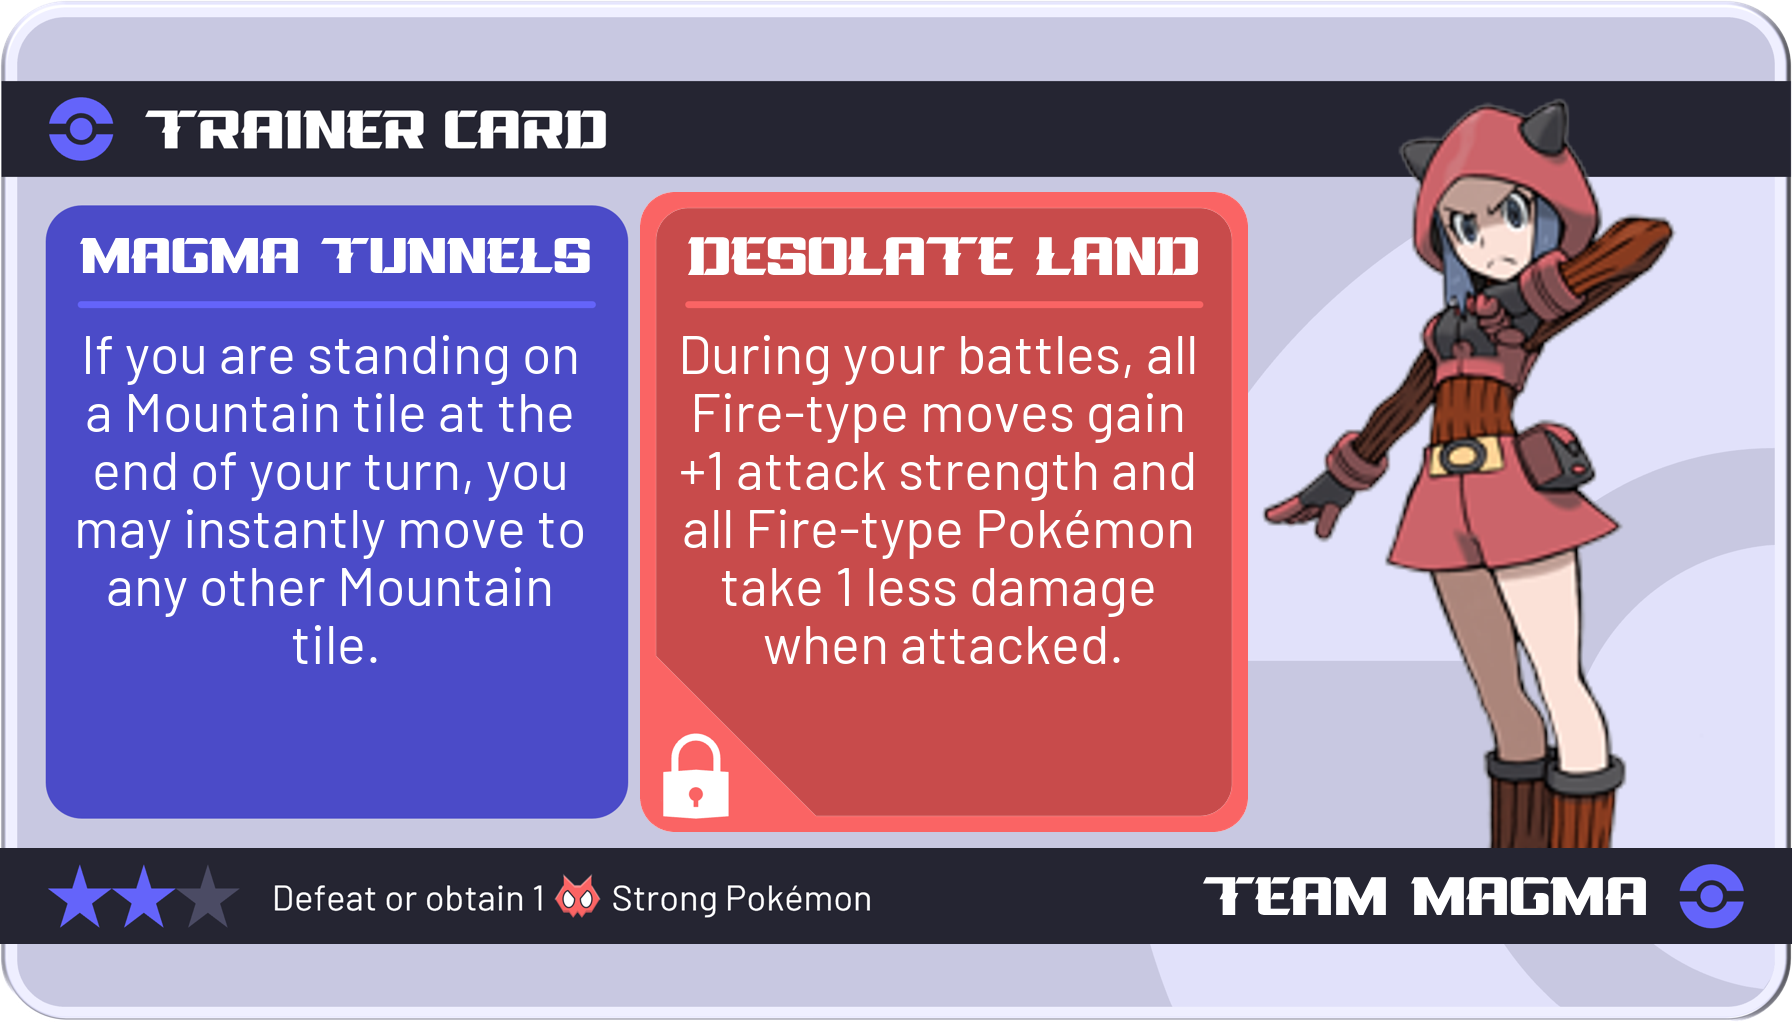 TRAINER CARD
MAGMA TUNNELS
If you are standing on
a Mountain tile at the
end of your turn, you
may instantly move to
any other Mountain
tile.
DESOLATE LAND
During your battles, all
Fire-type moves gain
+1 attack strength and
all Fire-type Pokémon
take 1 less damage
when attacked.
Defeat or obtain 1 Strong Pokémon
TEAM MAGMA